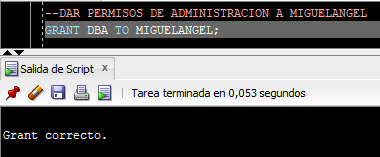 --DAR PERMISOS DE ADMINISTRACION A MIGUELANGEL
GRANT DBA TO MIGUELANGEL;
Salida de Script x
Tarea terminada en 0,053 segundos
Grant correcto.